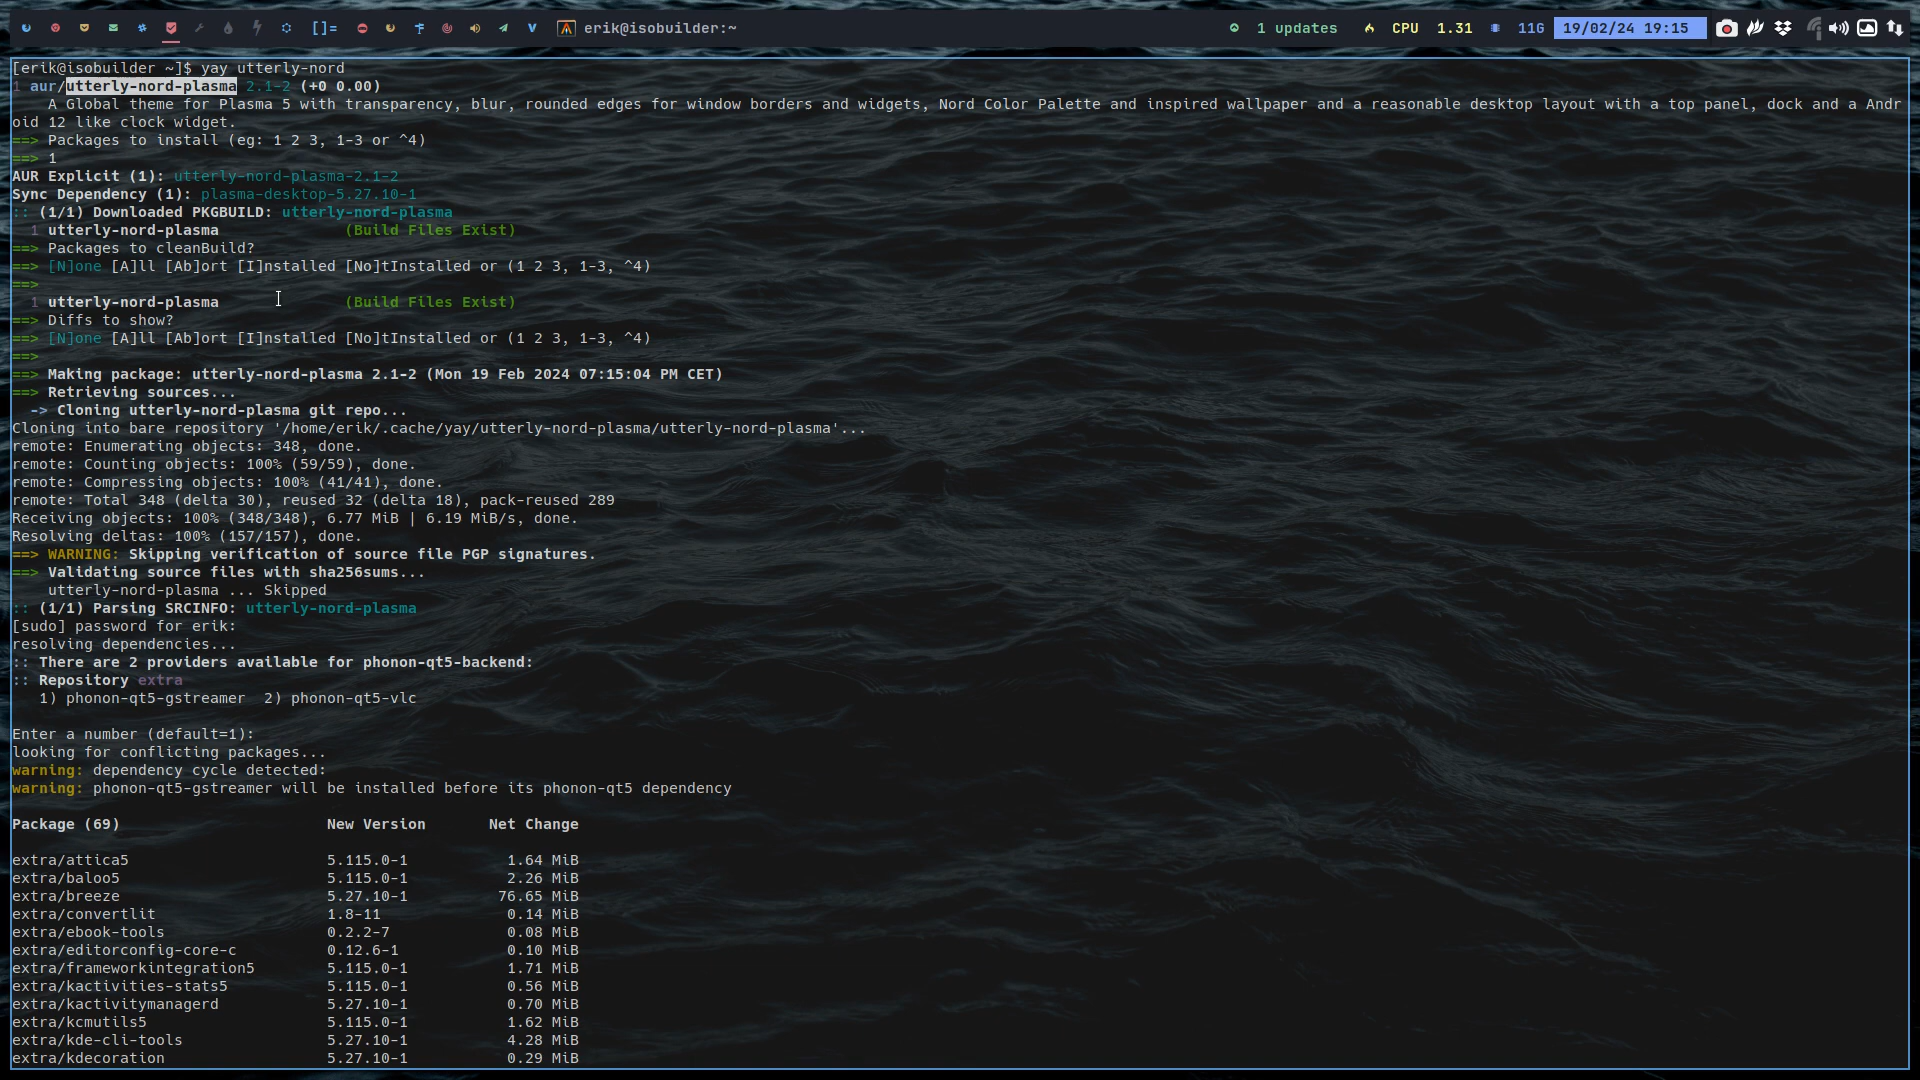 []= erik@isobuilder:~ 1 updates CPU 1.31 11G 19/02/24 19:15
[erik@isobuilder ~]$ yay utterly-nord
1 aur/utterly-nord-plasma 2.1-2 (+0 0.00)
    A Global theme for Plasma 5 with transparency, blur, rounded edges for window borders and widgets, Nord Color Palette and inspired wallpaper and a reasonable desktop layout with a top panel, dock and a Andr
oid 12 like clock widget.
==> Packages to install (eg: 1 2 3, 1-3 or ^4)
==> 1
AUR Explicit (1): utterly-nord-plasma-2.1-2
Sync Dependency (1): plasma-desktop-5.27.10-1
:: (1/1) Downloaded PKGBUILD: utterly-nord-plasma
  1 utterly-nord-plasma              (Build Files Exist)
==> Packages to cleanBuild?
==> [N]one [A]ll [Ab]ort [I]nstalled [No]tInstalled or (1 2 3, 1-3, ^4)
==>
  1 utterly-nord-plasma              (Build Files Exist)
==> Diffs to show?
==> [N]one [A]ll [Ab]ort [I]nstalled [No]tInstalled or (1 2 3, 1-3, ^4)
==>
==> Making package: utterly-nord-plasma 2.1-2 (Mon 19 Feb 2024 07:15:04 PM CET)
==> Retrieving sources...
  -> Cloning utterly-nord-plasma git repo...
Cloning into bare repository '/home/erik/.cache/yay/utterly-nord-plasma/utterly-nord-plasma'...
remote: Enumerating objects: 348, done.
remote: Counting objects: 100% (59/59), done.
remote: Compressing objects: 100% (41/41), done.
remote: Total 348 (delta 30), reused 32 (delta 18), pack-reused 289
Receiving objects: 100% (348/348), 6.77 MiB | 6.19 MiB/s, done.
Resolving deltas: 100% (157/157), done.
==> WARNING: Skipping verification of source file PGP signatures.
==> Validating source files with sha256sums...
    utterly-nord-plasma ... Skipped
:: (1/1) Parsing SRCINFO: utterly-nord-plasma
[sudo] password for erik:
resolving dependencies...
:: There are 2 providers available for phonon-qt5-backend:
:: Repository extra
   1) phonon-qt5-gstreamer  2) phonon-qt5-vlc
Enter a number (default=1):
looking for conflicting packages...
warning: dependency cycle detected:
warning: phonon-qt5-gstreamer will be installed before its phonon-qt5 dependency
Package (69)                       New Version       Net Change
extra/attica5                      5.115.0-1           1.64 MiB
extra/baloo5                       5.115.0-1           2.26 MiB
extra/breeze                       5.27.10-1          76.65 MiB
extra/convertlit                   1.8-11              0.14 MiB
extra/ebook-tools                  0.2.2-7             0.08 MiB
extra/editorconfig-core-c          0.12.6-1            0.10 MiB
extra/frameworkintegration5        5.115.0-1           1.71 MiB
extra/kactivities-stats5           5.115.0-1           0.56 MiB
extra/kactivitymanagerd            5.27.10-1           0.70 MiB
extra/kcmutils5                    5.115.0-1           1.62 MiB
extra/kde-cli-tools                5.27.10-1           4.28 MiB
extra/kdecoration                  5.27.10-1           0.29 MiB